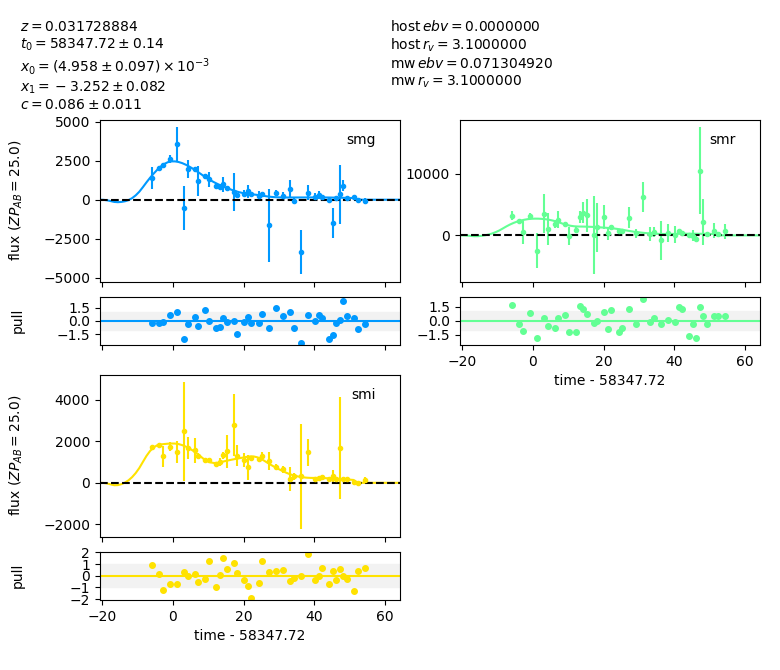 z = 0.031728884
t₀ = 58347.72 ± 0.14
x₀ = (4.958 ± 0.097) × 10⁻³
x₁ = −3.252 ± 0.082
c = 0.086 ± 0.011
host ebv = 0.0000000
host r_v = 3.1000000
mw ebv = 0.071304920
mw r_v = 3.1000000
flux (ZP_AB = 25.0)
5000
2500
0
−2500
−5000
smg
10000
0
smr
pull
1.5
0.0
−1.5
1.5
0.0
−1.5
−20 0 20 40 60
time - 58347.72
flux (ZP_AB = 25.0)
4000
2000
0
−2000
smi
pull
2
1
0
−1
−2
−20 0 20 40 60
time - 58347.72